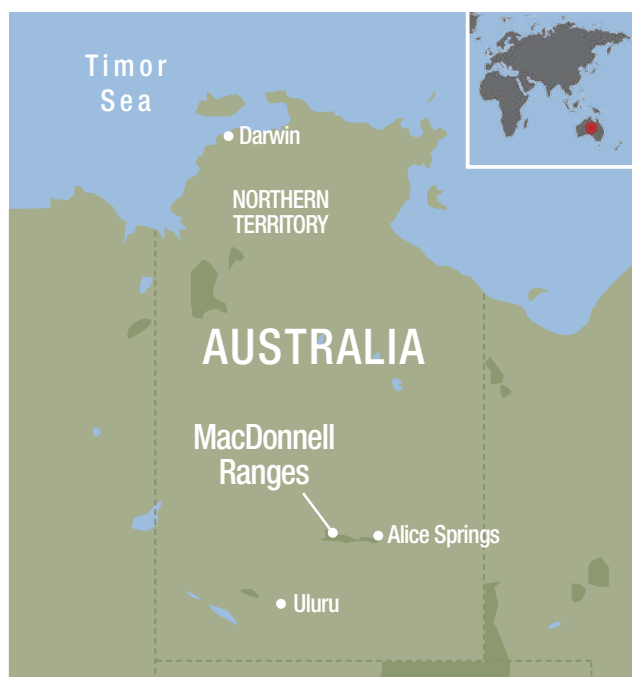 Timor
Sea
Darwin
NORTHERN
TERRITORY
AUSTRALIA
MacDonnell
Ranges
Alice Springs
Uluru